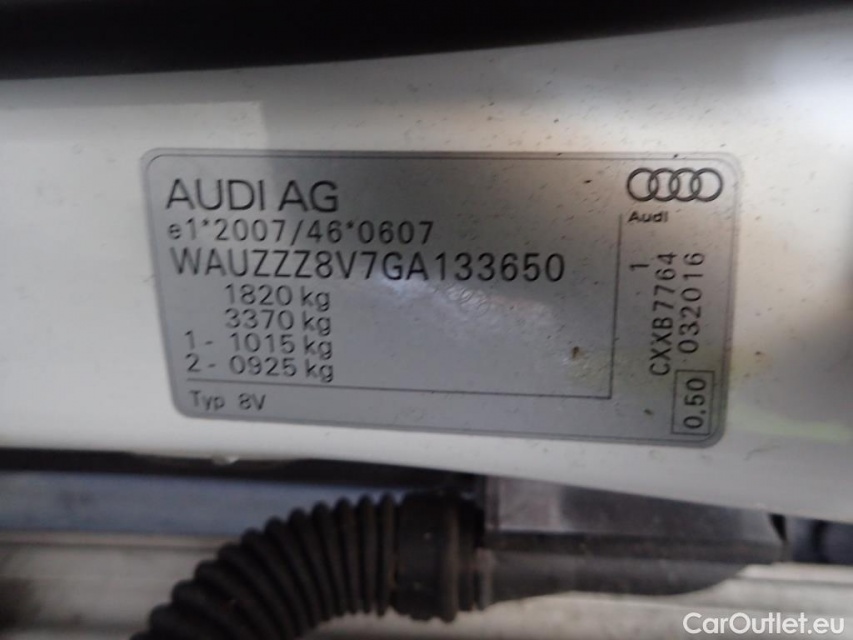 AUDI AG
e1*2007/46*0607
WAUZZZ8V7GA133650
1820 kg
3370 kg
1 - 1015 kg
2 - 0925 kg
Typ 8V
Audi
1
CXXB7764
032016
0,50
CarOutlet.eu